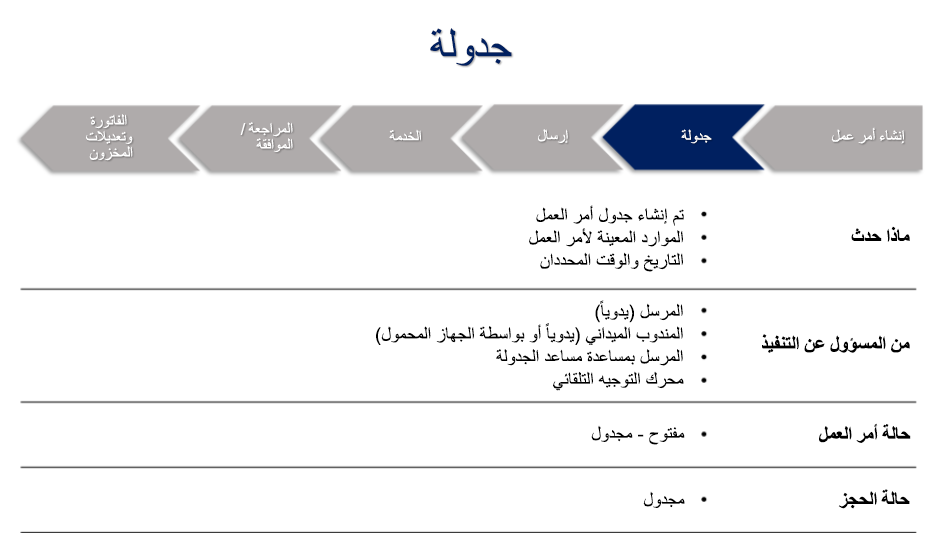 جدولة
إنشاء أمر عمل
جدولة
إرسال
الخدمة
المراجعة /
الموافقة
الفاتورة
وتعديلات
المخزون
ماذا حدث
• تم إنشاء جدول أمر العمل
• الموارد المعينة لأمر العمل
• التاريخ والوقت المحددان
من المسؤول عن التنفيذ
• المرسل (يدوياً)
• المندوب الميداني (يدوياً أو بواسطة الجهاز المحمول)
• المرسل بمساعدة مساعد الجدولة
• محرك التوجيه التلقائي
حالة أمر العمل
• مفتوح - مجدول
حالة الحجز
• مجدول